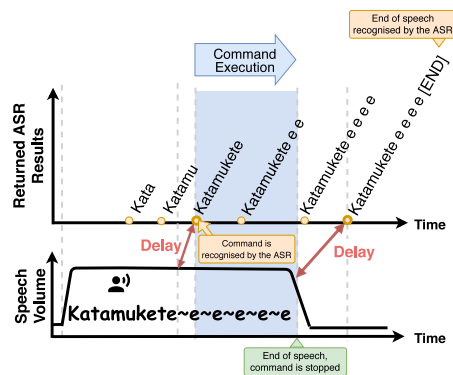 End of speech
recognised by the ASR
Command
Execution
Returned ASR
Results
Kata
Katamu
Katamukete
Katamukete e e
Katamukete e e e e
Katamukete e e e e e [END]
Time
Delay
Command is
recognised by the ASR
Delay
Speech
Volume
Katamukete~e~e~e~e~e
Time
End of speech,
command is stopped